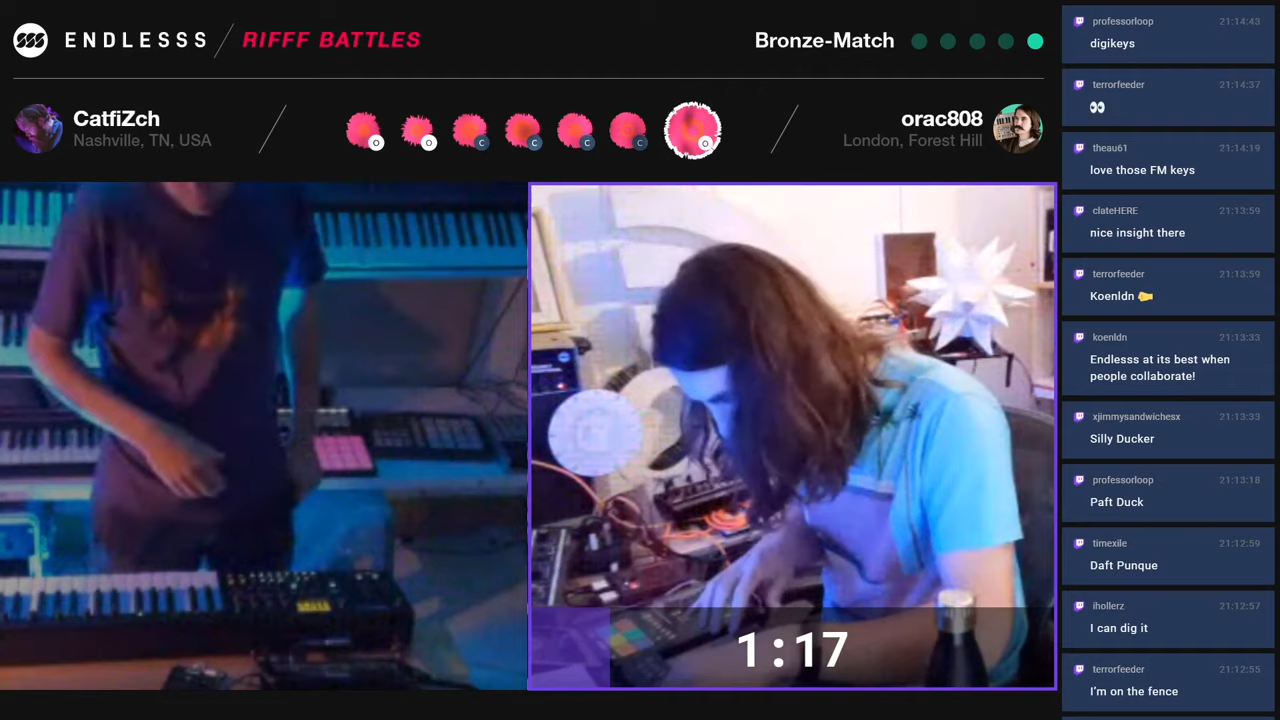 ENDLESSS
RIFFF BATTLES
Bronze-Match
CatfiZch
Nashville, TN, USA
O
O
C
C
C
C
O
orac808
London, Forest Hill
1:17
professorloop 21:14:43
digikeys
terrorfeeder 21:14:37
👀
theau61 21:14:19
love those FM keys
clateHERE 21:13:59
nice insight there
terrorfeeder 21:13:59
Koenldn 🤜
koenldn 21:13:33
Endlesss at its best when
people collaborate!
xjimmysandwichesx 21:13:33
Silly Ducker
professorloop 21:13:18
Paft Duck
timexile 21:12:59
Daft Punque
ihollerz 21:12:57
I can dig it
terrorfeeder 21:12:55
I'm on the fence